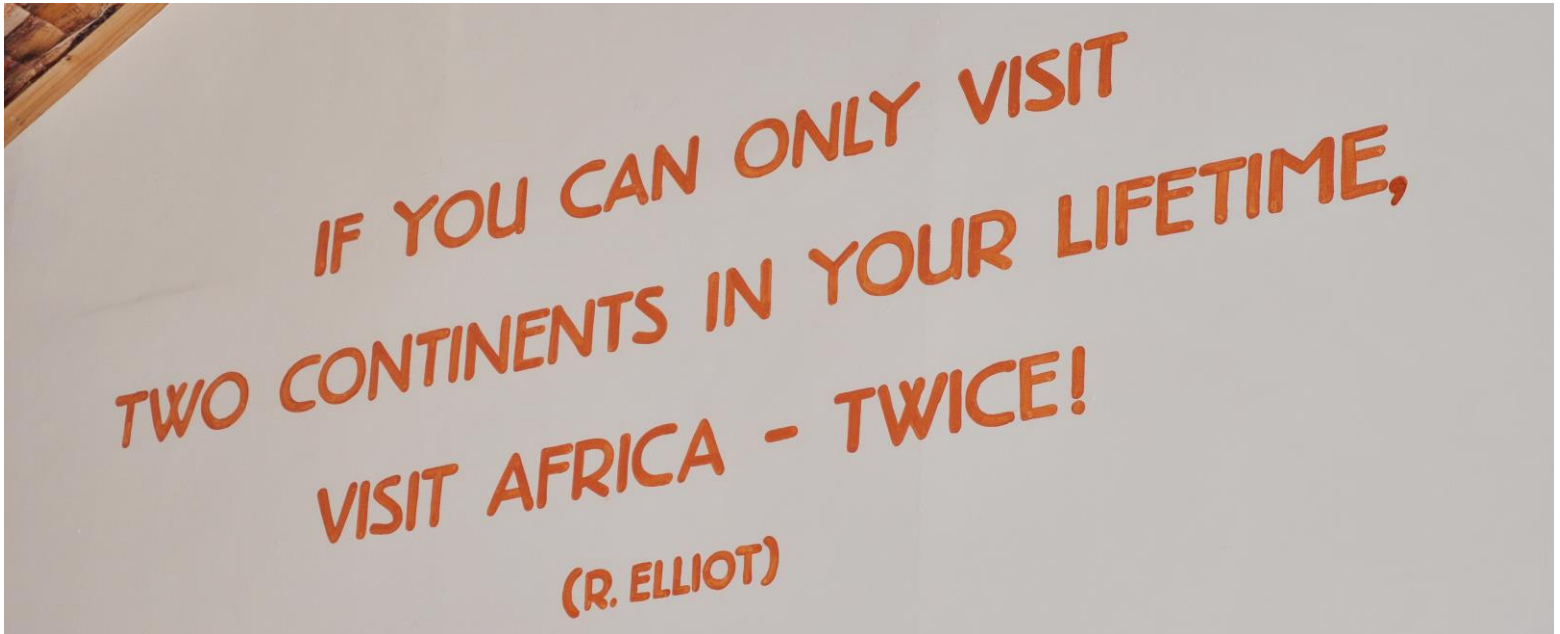 IF YOU CAN ONLY VISIT
TWO CONTINENTS IN YOUR LIFETIME,
VISIT AFRICA - TWICE!
(R. ELLIOT)